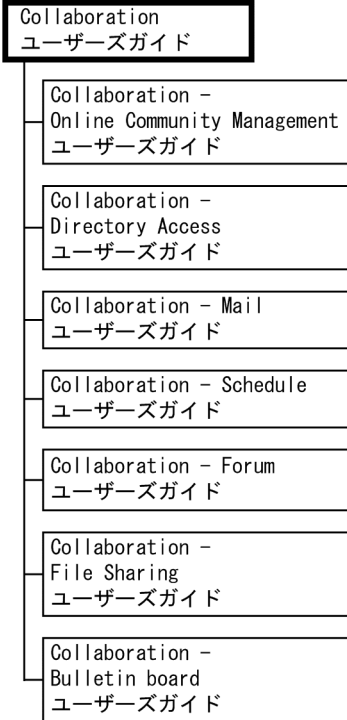 Collaboration
ユーザーズガイド
Collaboration -
Online Community Management
ユーザーズガイド
Collaboration -
Directory Access
ユーザーズガイド
Collaboration - Mail
ユーザーズガイド
Collaboration - Schedule
ユーザーズガイド
Collaboration - Forum
ユーザーズガイド
Collaboration -
File Sharing
ユーザーズガイド
Collaboration -
Bulletin board
ユーザーズガイド